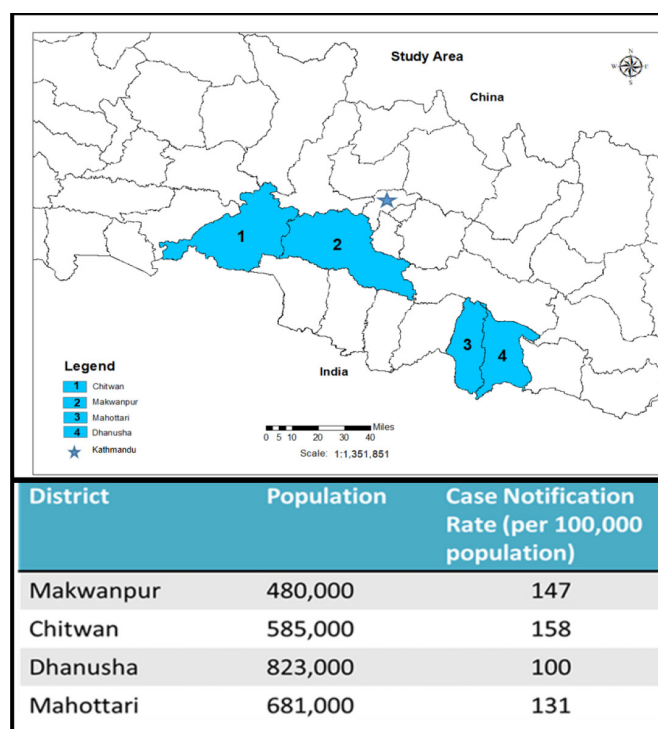 Study Area
N
W E
S
China
1
2
3
4
India
Legend
1 Chitwan
2 Makwanpur
3 Mahottari
4 Dhanusha
Kathmandu
Miles
0 5 10 20 30 40
Scale: 1:1,351,851
District Population Case Notification
Rate (per 100,000
population)
Makwanpur 480,000 147
Chitwan 585,000 158
Dhanusha 823,000 100
Mahottari 681,000 131